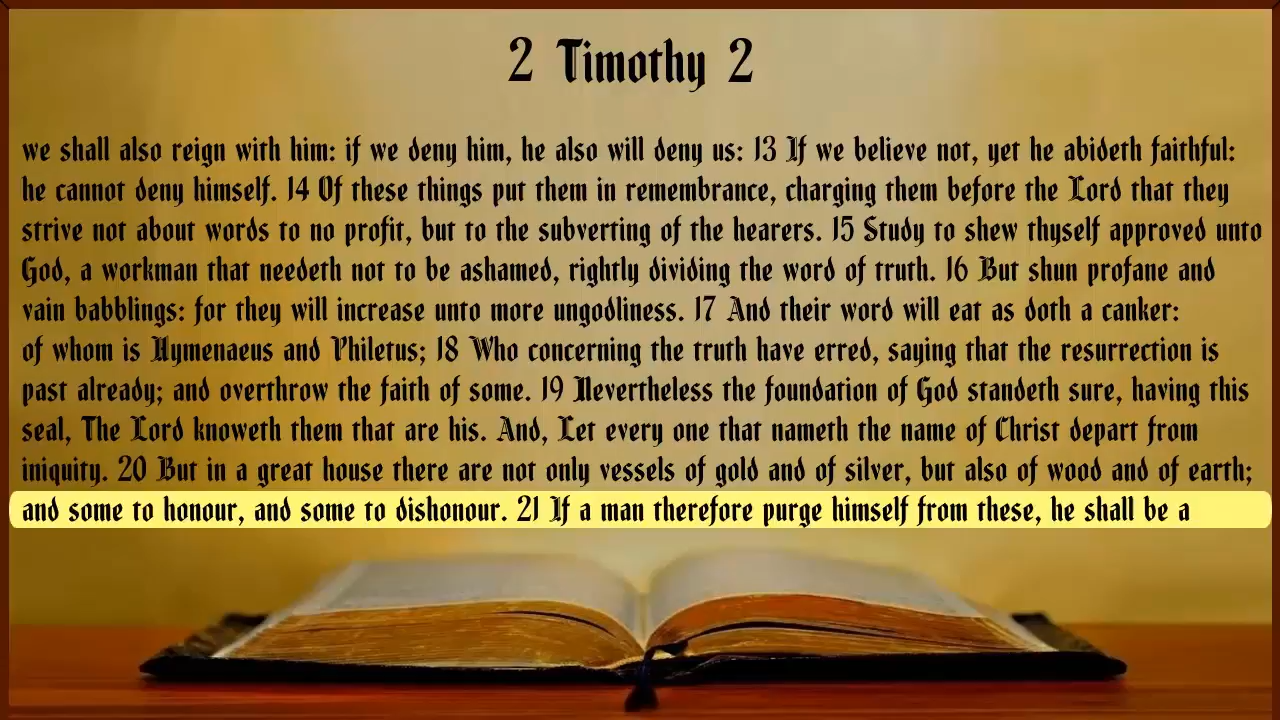 2 Timothy 2
we shall also reign with him: if we deny him, he also will deny us: 13 If we believe not, yet he abideth faithful:
he cannot deny himself. 14 Of these things put them in remembrance, charging them before the Lord that they
strive not about words to no profit, but to the subverting of the hearers. 15 Study to shew thyself approved unto
God, a workman that needeth not to be ashamed, rightly dividing the word of truth. 16 But shun profane and
vain babblings: for they will increase unto more ungodliness. 17 And their word will eat as doth a canker:
of whom is Hymenaeus and Philetus; 18 Who concerning the truth have erred, saying that the resurrection is
past already; and overthrow the faith of some. 19 Nevertheless the foundation of God standeth sure, having this
seal, The Lord knoweth them that are his. And, Let every one that nameth the name of Christ depart from
iniquity. 20 But in a great house there are not only vessels of gold and of silver, but also of wood and of earth;
and some to honour, and some to dishonour. 21 If a man therefore purge himself from these, he shall be a